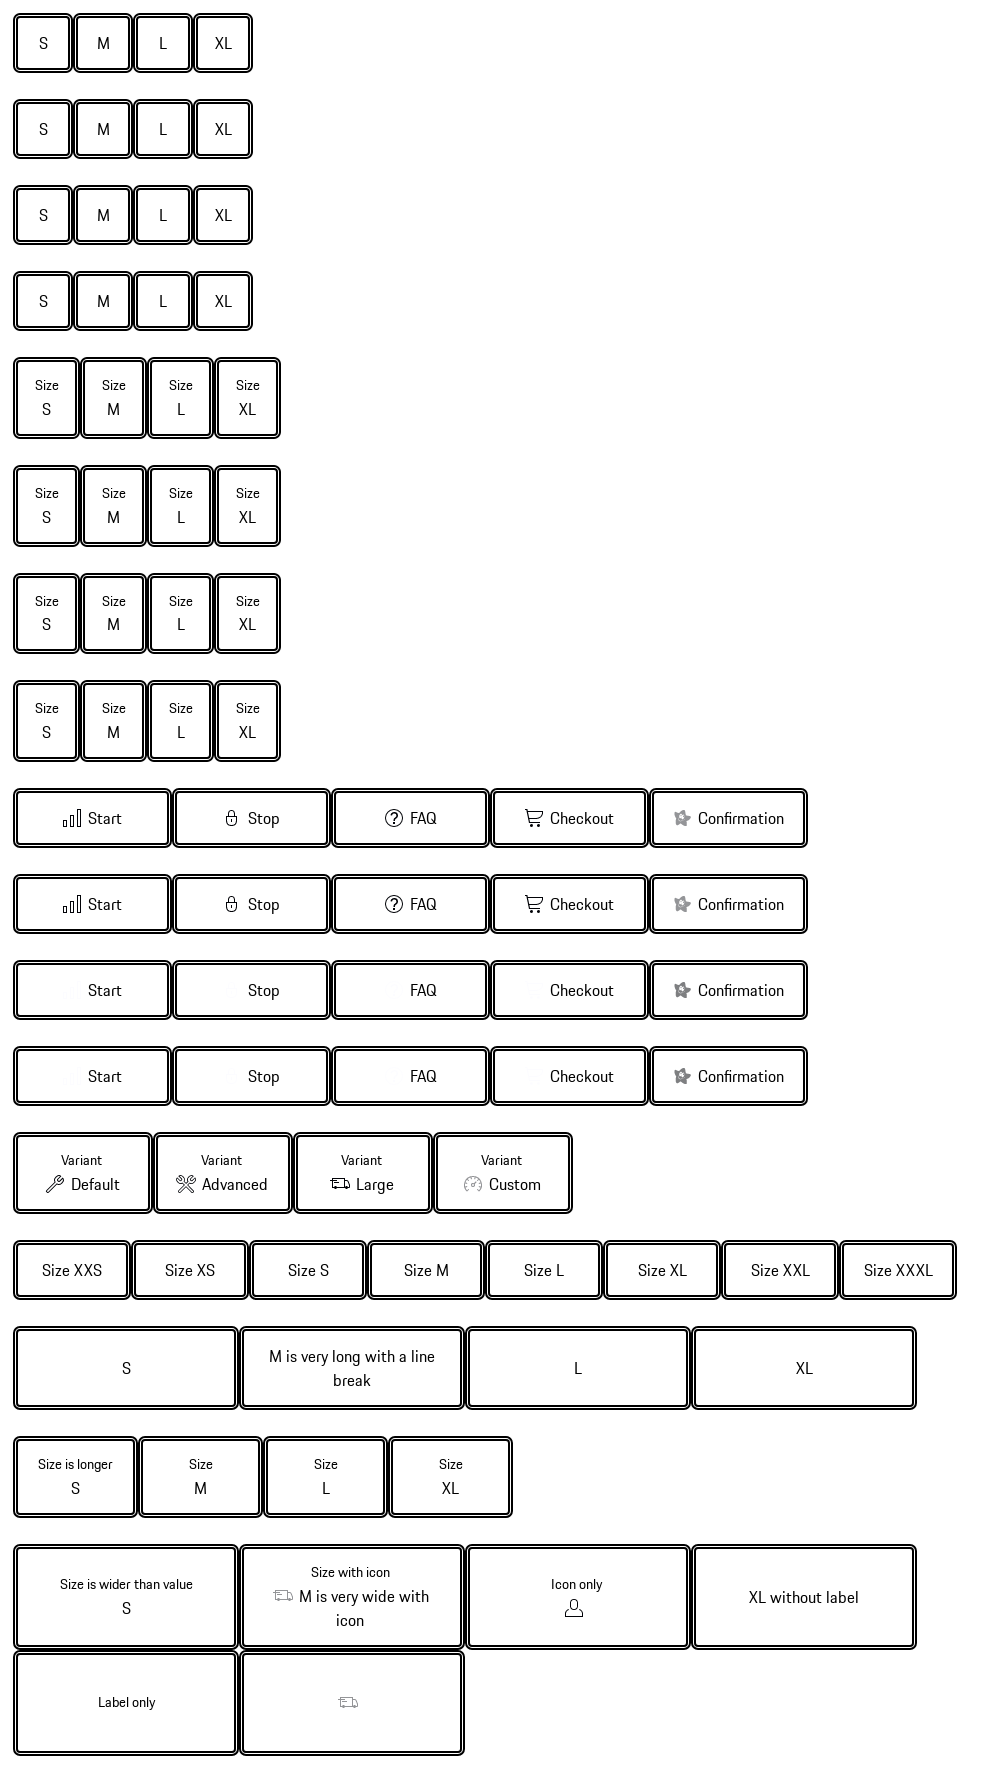 S M L XL
S M L XL
S M L XL
S M L XL
Size Size Size Size
S M L XL
Size Size Size Size
S M L XL
Size Size Size Size
S M L XL
Size Size Size Size
S M L XL
Start Stop FAQ Checkout Confirmation
Start Stop FAQ Checkout Confirmation
Start Stop FAQ Checkout Confirmation
Start Stop FAQ Checkout Confirmation
Variant Variant Variant Variant
Default Advanced Large Custom
Size XXS Size XS Size S Size M Size L Size XL Size XXL Size XXXL
S M is very long with a line break L XL
Size is longer Size Size Size
S M L XL
Size is wider than value
S
Size with icon
M is very wide with
icon
Icon only
XL without label
Label only